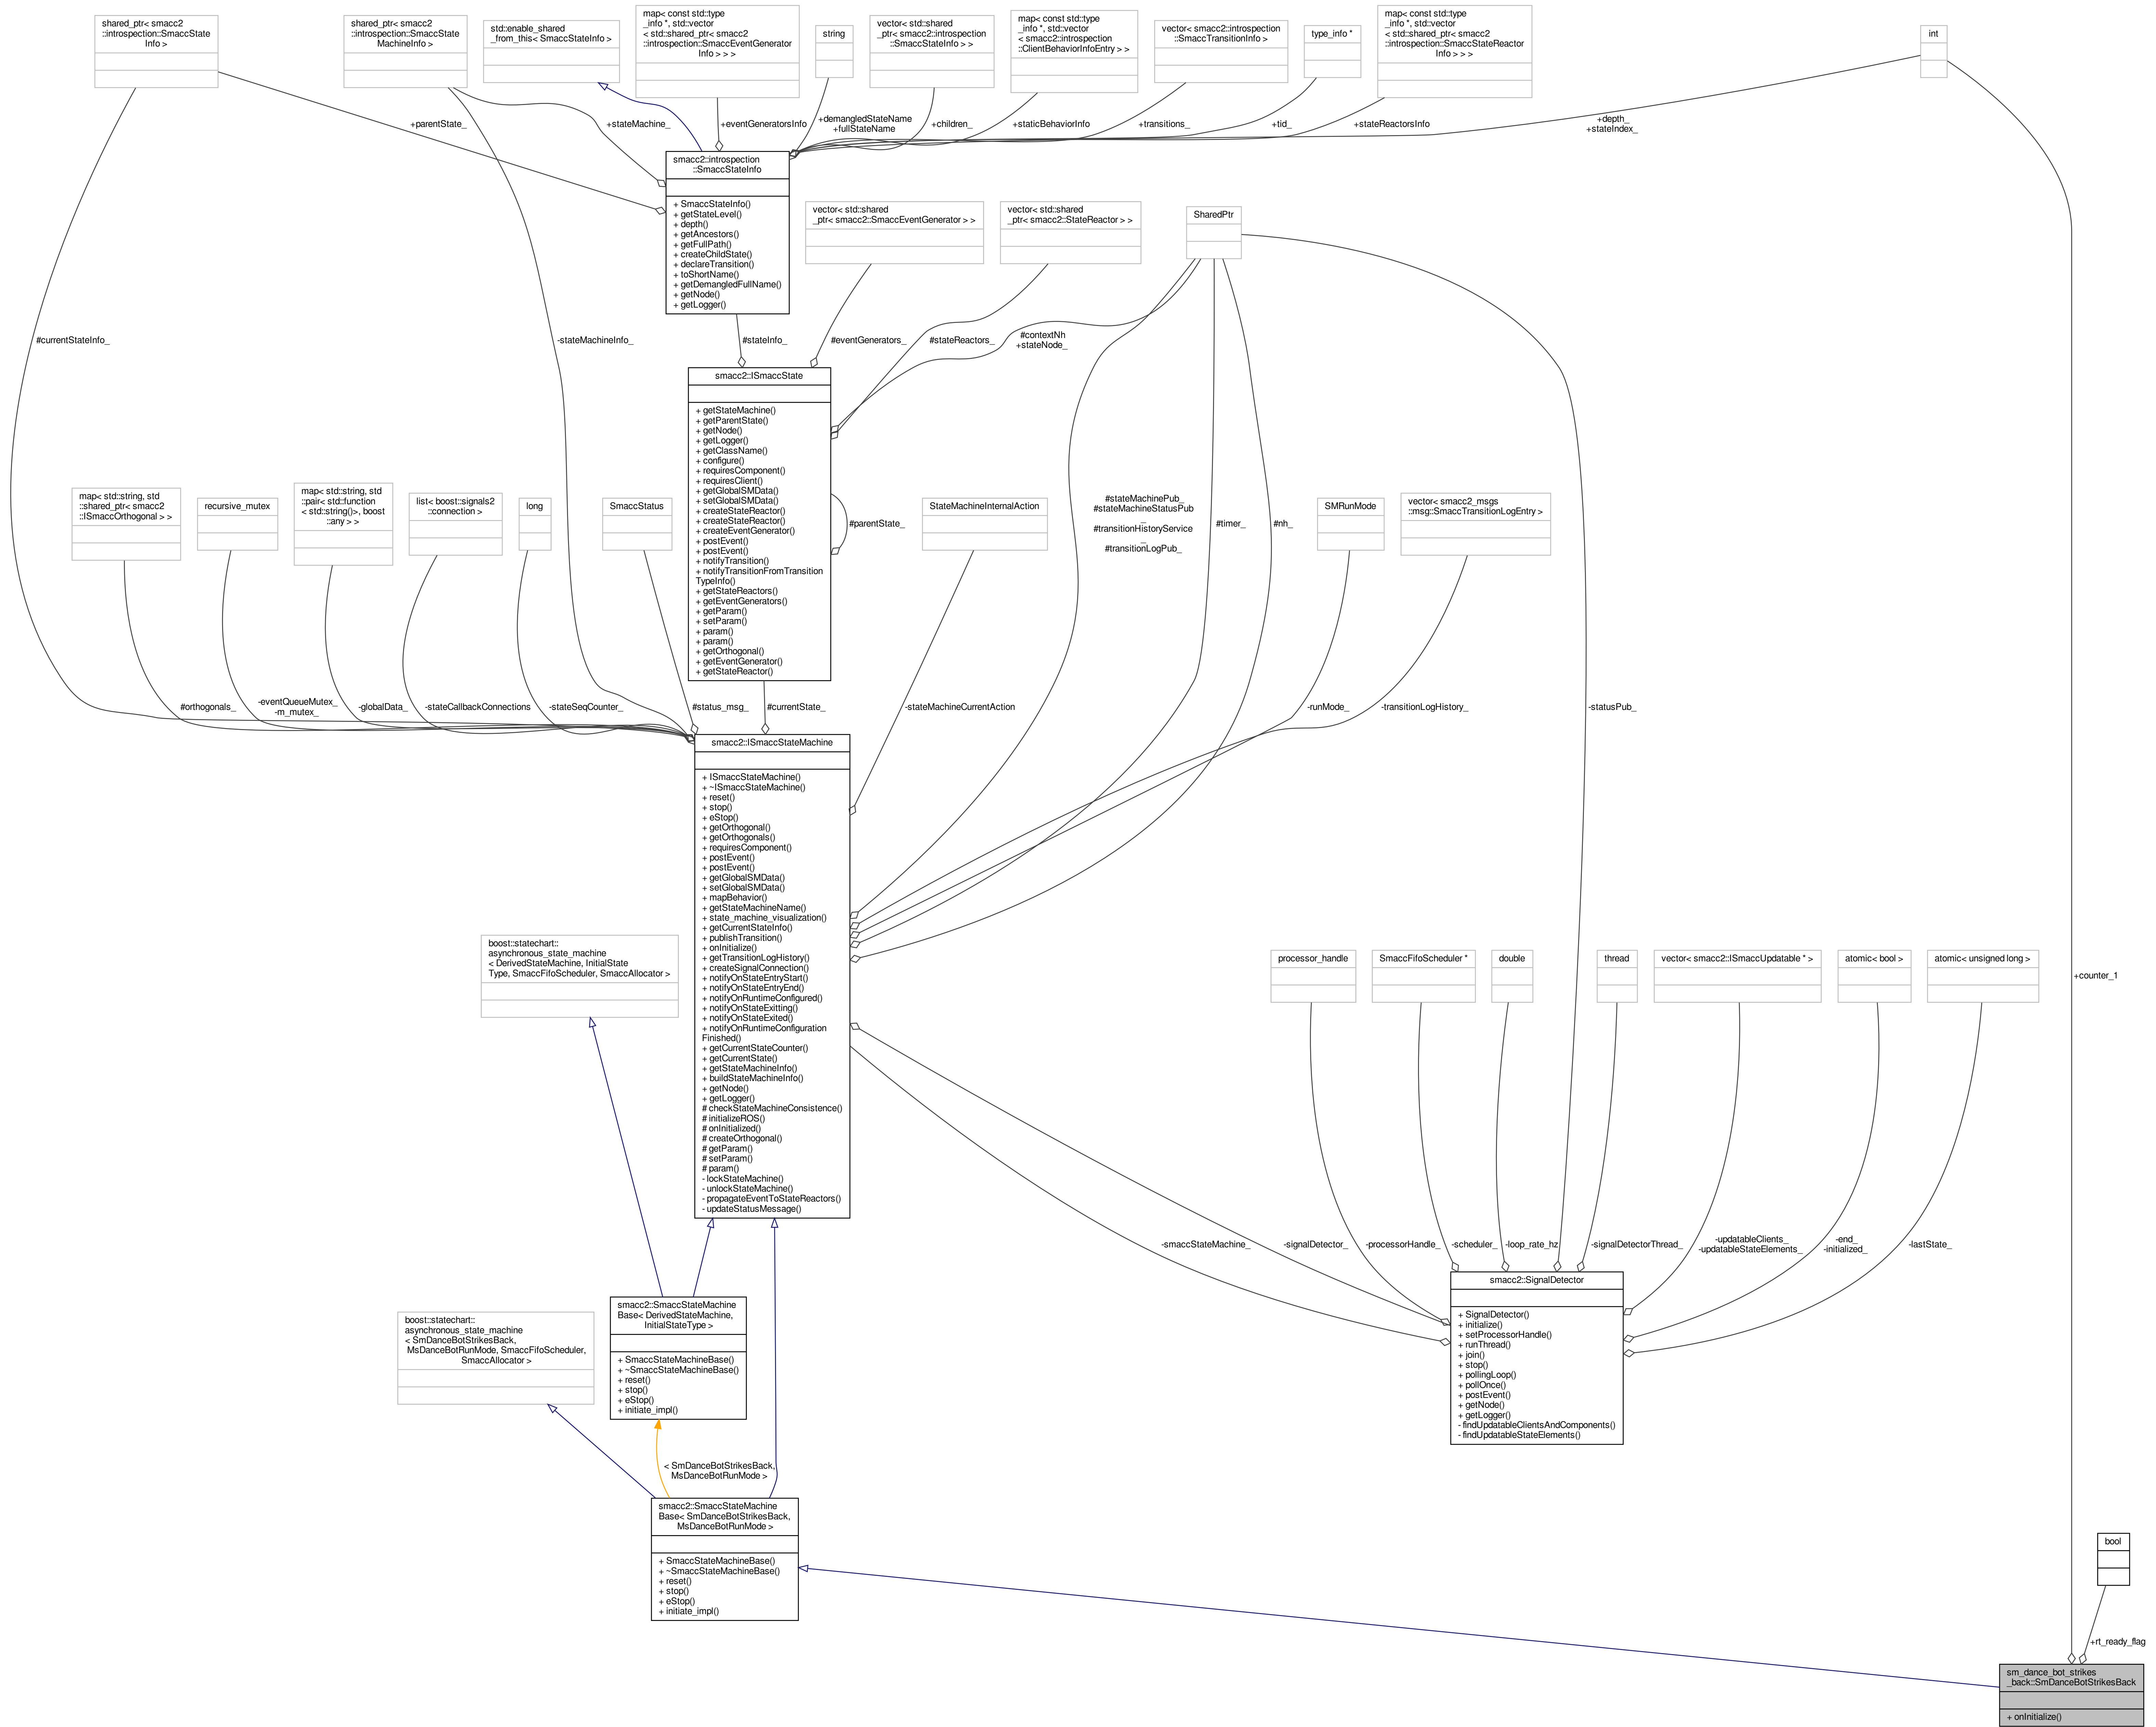 shared_ptr< smacc2
::introspection::SmaccState
Info >
shared_ptr< smacc2
::introspection::SmaccState
MachineInfo >
std::enable_shared
_from_this< SmaccStateInfo >
map< const std::type
_info *, std::vector
< std::shared_ptr< smacc2
::introspection::SmaccEventGenerator
Info > > >
string
vector< std::shared
_ptr< smacc2::introspection
::SmaccStateInfo > >
map< const std::type
_info *, std::vector
< smacc2::introspection
::ClientBehaviorInfoEntry > >
vector< smacc2::introspection
::SmaccTransitionInfo >
type_info *
map< const std::type
_info *, std::vector
< std::shared_ptr< smacc2
::introspection::SmaccStateReactor
Info > > >
int
+parentState_
+stateMachine_
+eventGeneratorsInfo
+demangledStateName
+fullStateName
+children_
+staticBehaviorInfo
+transitions_
+tid_
+stateReactorsInfo
+depth_
+stateIndex_
smacc2::introspection
::SmaccStateInfo
+ SmaccStateInfo()
+ getStateLevel()
+ depth()
+ getAncestors()
+ getFullPath()
+ createChildState()
+ declareTransition()
+ toShortName()
+ getDemangledFullName()
+ getNode()
+ getLogger()
vector< std::shared
_ptr< smacc2::SmaccEventGenerator > >
vector< std::shared
_ptr< smacc2::StateReactor > >
SharedPtr
#currentStateInfo_
-stateMachineInfo_
#stateInfo_
#eventGenerators_
#stateReactors_
#contextNh
+stateNode_
smacc2::ISmaccState
+ getStateMachine()
+ getParentState()
+ getNode()
+ getLogger()
+ getClassName()
+ configure()
+ requiresComponent()
+ requiresClient()
+ getGlobalSMData()
+ setGlobalSMData()
+ createStateReactor()
+ createStateReactor()
+ createEventGenerator()
+ postEvent()
+ postEvent()
+ notifyTransition()
+ notifyTransitionFromTransition
TypeInfo()
+ getStateReactors()
+ getEventGenerators()
+ getParam()
+ setParam()
+ param()
+ param()
+ getOrthogonal()
+ getEventGenerator()
+ getStateReactor()
#parentState_
map< std::string, std
::shared_ptr< smacc2
::ISmaccOrthogonal > >
recursive_mutex
map< std::string, std
::pair< std::function
< std::string()>, boost
::any > >
list< boost::signals2
::connection >
long
SmaccStatus
StateMachineInternalAction
#stateMachinePub_
#stateMachineStatusPub
_
#transitionHistoryService
_
#transitionLogPub_
#timer_
#nh_
SMRunMode
vector< smacc2_msgs
::msg::SmaccTransitionLogEntry >
#orthogonals_
-eventQueueMutex_
-m_mutex_
-globalData_
-stateCallbackConnections
-stateSeqCounter_
#status_msg_
#currentState_
-stateMachineCurrentAction
-runMode_
-transitionLogHistory_
-statusPub_
smacc2::ISmaccStateMachine
+ ISmaccStateMachine()
+ ~ISmaccStateMachine()
+ reset()
+ stop()
+ eStop()
+ getOrthogonal()
+ getOrthogonals()
+ requiresComponent()
+ postEvent()
+ postEvent()
+ getGlobalSMData()
+ setGlobalSMData()
+ mapBehavior()
+ getStateMachineName()
+ state_machine_visualization()
+ getCurrentStateInfo()
+ publishTransition()
+ onInitialize()
+ getTransitionLogHistory()
+ createSignalConnection()
+ notifyOnStateEntryStart()
+ notifyOnStateEntryEnd()
+ notifyOnRuntimeConfigured()
+ notifyOnStateExitting()
+ notifyOnStateExited()
+ notifyOnRuntimeConfiguration
Finished()
+ getCurrentStateCounter()
+ getCurrentState()
+ getStateMachineInfo()
+ buildStateMachineInfo()
+ getNode()
+ getLogger()
# checkStateMachineConsistence()
# initializeROS()
# onInitialized()
# createOrthogonal()
# getParam()
# setParam()
# param()
- lockStateMachine()
- unlockStateMachine()
- propagateEventToStateReactors()
- updateStatusMessage()
boost::statechart::
asynchronous_state_machine
< DerivedStateMachine, InitialState
Type, SmaccFifoScheduler, SmaccAllocator >
processor_handle
SmaccFifoScheduler *
double
thread
vector< smacc2::ISmaccUpdatable * >
atomic< bool >
atomic< unsigned long >
+counter_1
-smaccStateMachine_
-signalDetector_
-processorHandle_
-scheduler_
-loop_rate_hz
-signalDetectorThread_
-updatableClients_
-updatableStateElements_
-end_
-initialized_
-lastState_
smacc2::SignalDetector
+ SignalDetector()
+ initialize()
+ setProcessorHandle()
+ runThread()
+ join()
+ stop()
+ pollingLoop()
+ pollOnce()
+ postEvent()
+ getNode()
+ getLogger()
- findUpdatableClientsAndComponents()
- findUpdatableStateElements()
smacc2::SmaccStateMachine
Base< DerivedStateMachine,
InitialStateType >
+ SmaccStateMachineBase()
+ ~SmaccStateMachineBase()
+ reset()
+ stop()
+ eStop()
+ initiate_impl()
boost::statechart::
asynchronous_state_machine
< SmDanceBotStrikesBack,
MsDanceBotRunMode, SmaccFifoScheduler,
SmaccAllocator >
< SmDanceBotStrikesBack,
MsDanceBotRunMode >
smacc2::SmaccStateMachine
Base< SmDanceBotStrikesBack,
MsDanceBotRunMode >
+ SmaccStateMachineBase()
+ ~SmaccStateMachineBase()
+ reset()
+ stop()
+ eStop()
+ initiate_impl()
bool
+rt_ready_flag
sm_dance_bot_strikes
_back::SmDanceBotStrikesBack
+ onInitialize()